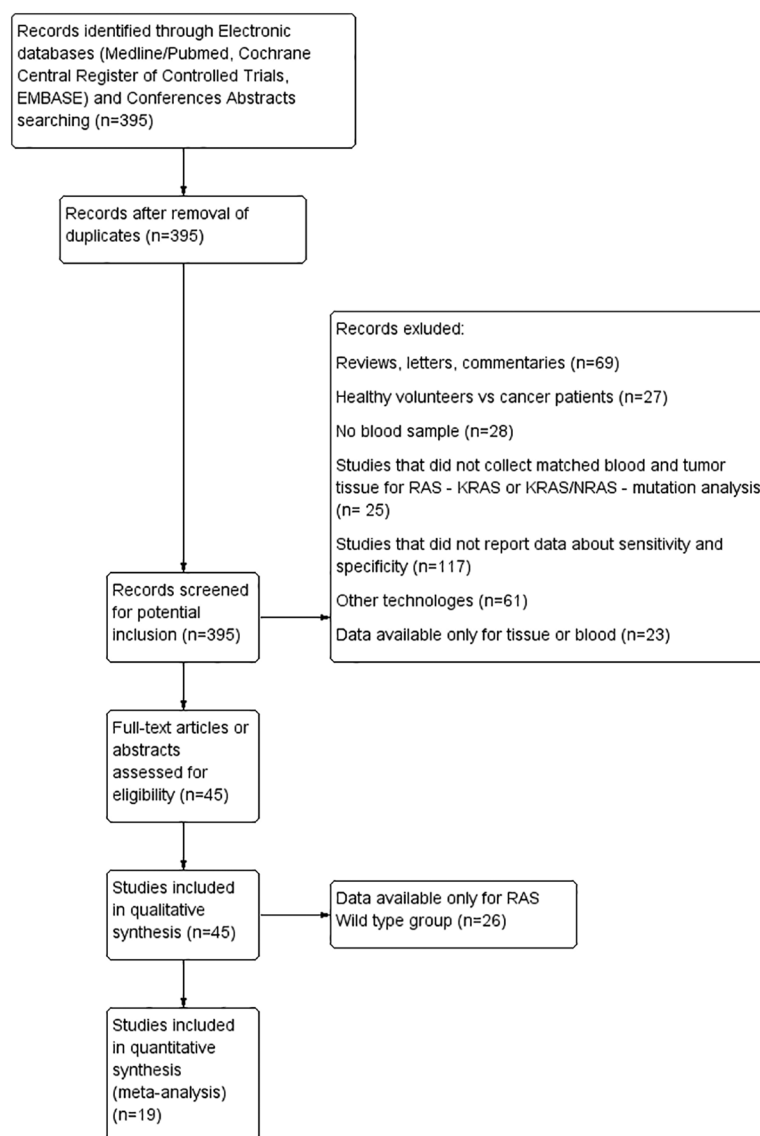 Records identified through Electronic
databases (Medline/Pubmed, Cochrane
Central Register of Controlled Trials,
EMBASE) and Conferences Abstracts
searching (n=395)
Records after removal of
duplicates (n=395)
Records exluded:
Reviews, letters, commentaries (n=69)
Healthy volunteers vs cancer patients (n=27)
No blood sample (n=28)
Studies that did not collect matched blood and tumor
tissue for RAS - KRAS or KRAS/NRAS - mutation analysis
(n= 25)
Studies that did not report data about sensitivity and
specificity (n=117)
Other technologes (n=61)
Data available only for tissue or blood (n=23)
Records screened
for potential
inclusion (n=395)
Full-text articles or
abstracts
assessed for
eligibility (n=45)
Studies included
in qualitative
synthesis (n=45)
Data available only for RAS
Wild type group (n=26)
Studies included
in quantitative
synthesis
(meta-analysis)
(n=19)